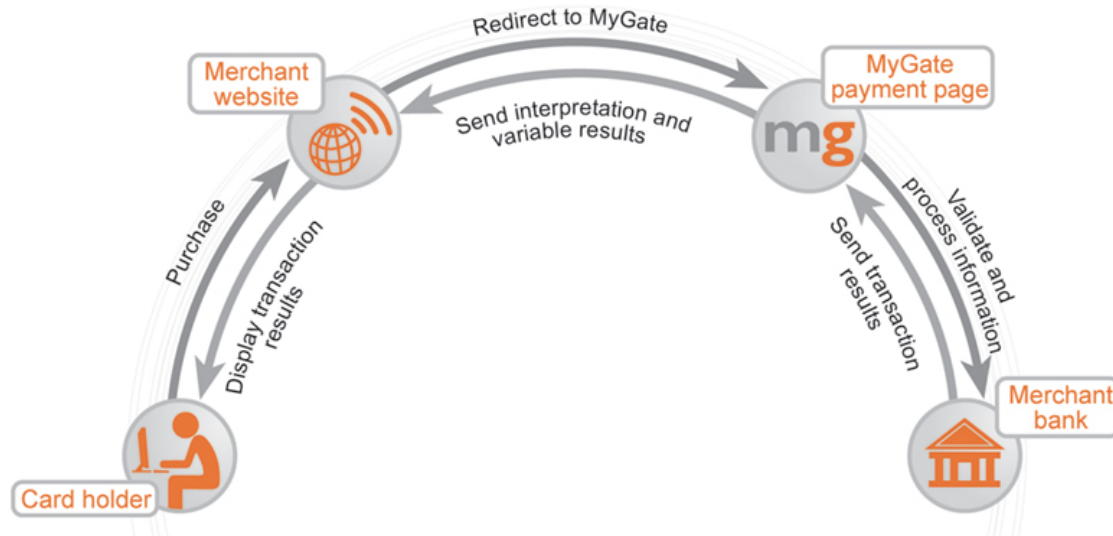 Redirect to MyGate
Merchant
website
MyGate
payment page
Send interpretation and
variable results
mg
Purchase
Display transaction
results
Validate and
process information
Send transaction
results
Merchant
bank
Card holder